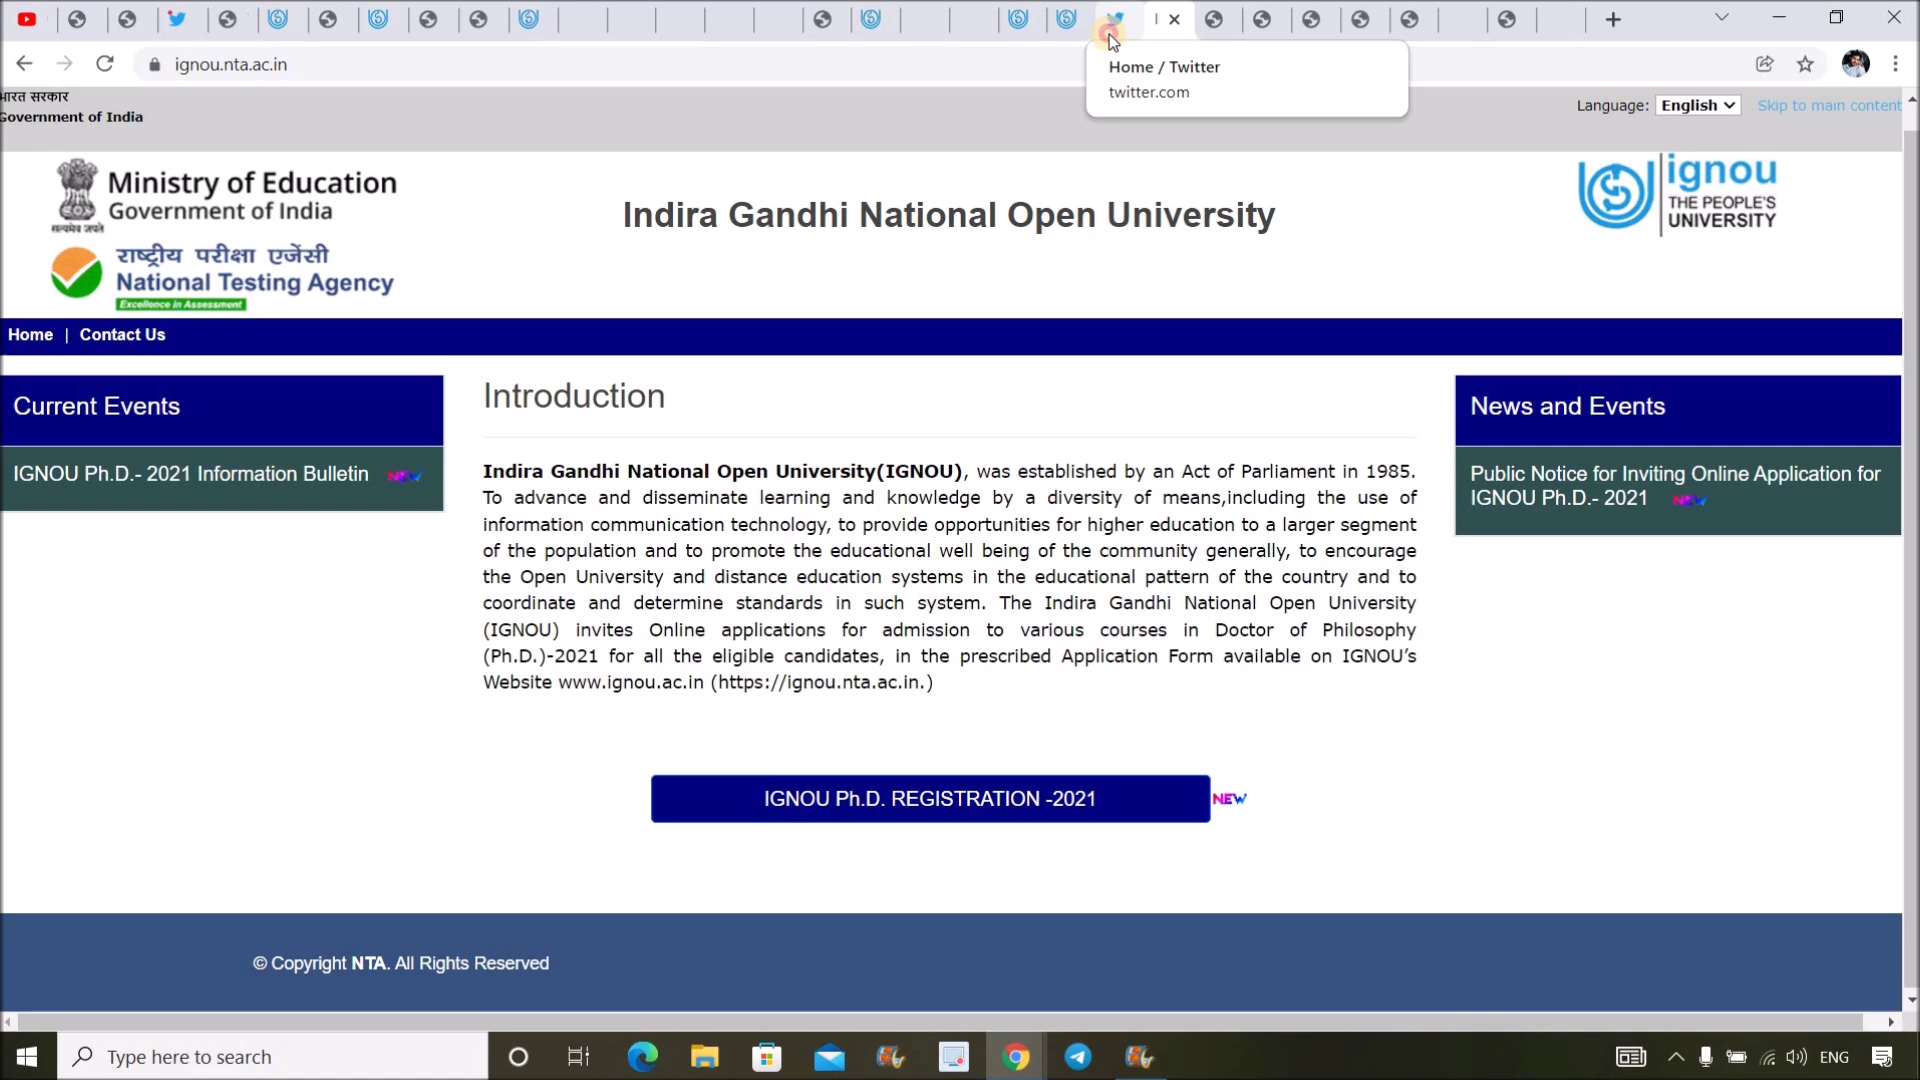 ignou.nta.ac.in
Home / Twitter
twitter.com
भारत सरकार
Government of India
Language: English
Skip to main content
सत्यमेव जयते
Ministry of Education
Government of India
राष्ट्रीय परीक्षा एजेंसी
National Testing Agency
Excellence in Assessment
Indira Gandhi National Open University
ignou
THE PEOPLE'S
UNIVERSITY
Home | Contact Us
Current Events
IGNOU Ph.D.- 2021 Information Bulletin NEW
Introduction
Indira Gandhi National Open University(IGNOU), was established by an Act of Parliament in 1985.
To advance and disseminate learning and knowledge by a diversity of means,including the use of
information communication technology, to provide opportunities for higher education to a larger segment
of the population and to promote the educational well being of the community generally, to encourage
the Open University and distance education systems in the educational pattern of the country and to
coordinate and determine standards in such system. The Indira Gandhi National Open University
(IGNOU) invites Online applications for admission to various courses in Doctor of Philosophy
(Ph.D.)-2021 for all the eligible candidates, in the prescribed Application Form available on IGNOU’s
Website www.ignou.ac.in (https://ignou.nta.ac.in.)
IGNOU Ph.D. REGISTRATION -2021 NEW
News and Events
Public Notice for Inviting Online Application for
IGNOU Ph.D.- 2021 NEW
© Copyright NTA. All Rights Reserved
Type here to search
ENG